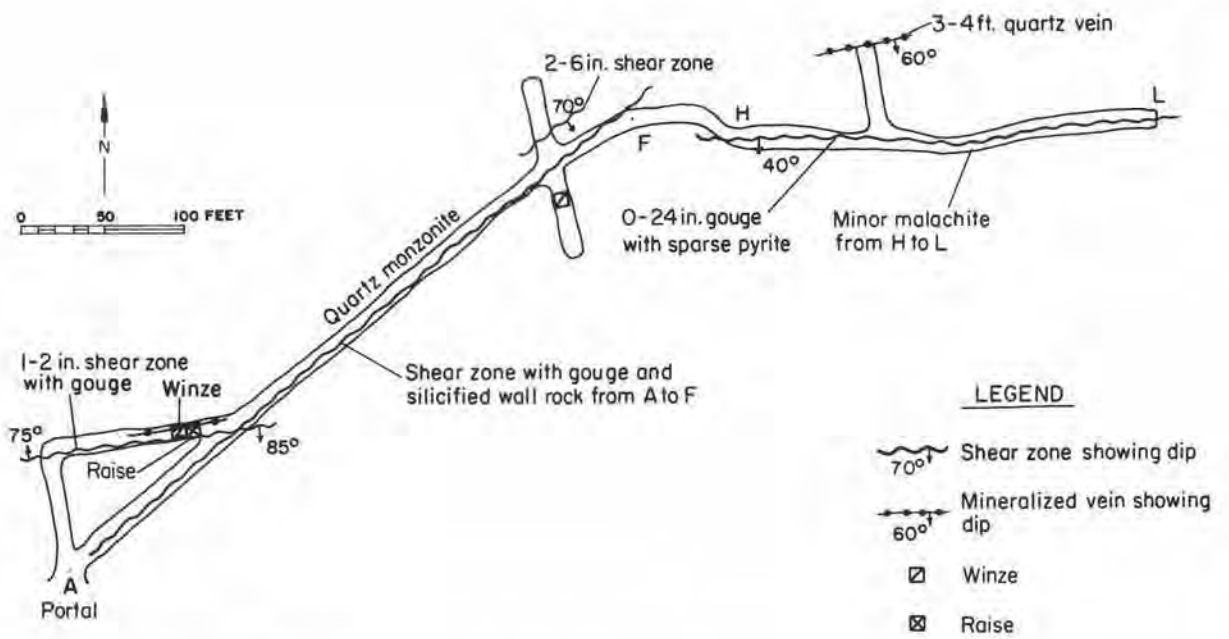 3-4 ft. quartz vein
60°
2-6 in. shear zone
70°
H
L
N
F
40°
0 50 100 FEET
0-24 in. gouge
with sparse pyrite
Minor malachite
from H to L
Quartz monzonite
1-2 in. shear zone
with gouge
Winze
Shear zone with gouge and
silicified wall rock from A to F
75°
85°
Raise
A
Portal
LEGEND
Shear zone showing dip
70°
Mineralized vein showing
dip
60°
Winze
Raise